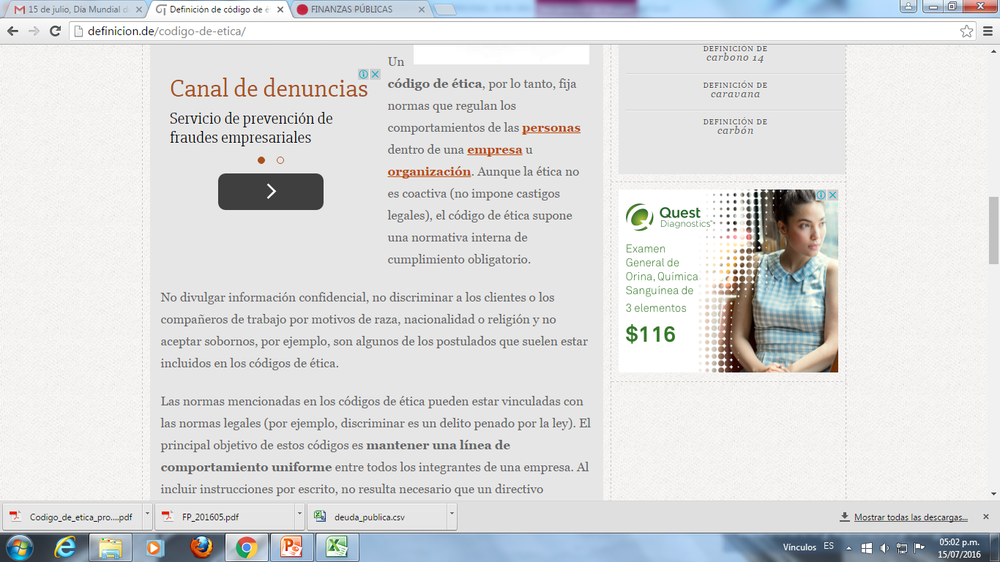 15 de julio, Día Mundial d
Definición de código de é
FINANZAS PÚBLICAS
definicion.de/codigo-de-etica/
Canal de denuncias
Servicio de prevención de
fraudes empresariales
Un
código de ética, por lo tanto, fija
normas que regulan los
comportamientos de las personas
dentro de una empresa u
organización. Aunque la ética no
es coactiva (no impone castigos
legales), el código de ética supone
una normativa interna de
cumplimiento obligatorio.
No divulgar información confidencial, no discriminar a los clientes o los
compañeros de trabajo por motivos de raza, nacionalidad o religión y no
aceptar sobornos, por ejemplo, son algunos de los postulados que suelen estar
incluidos en los códigos de ética.
Las normas mencionadas en los códigos de ética pueden estar vinculadas con
las normas legales (por ejemplo, discriminar es un delito penado por la ley). El
principal objetivo de estos códigos es mantener una línea de
comportamiento uniforme entre todos los integrantes de una empresa. Al
incluir instrucciones por escrito, no resulta necesario que un directivo
DEFINICIÓN DE
carbono 14
DEFINICIÓN DE
caravana
DEFINICIÓN DE
carbón
Quest
Diagnostics
Examen
General de
Orina, Química
Sanguínea de
3 elementos
$116
Codigo_de_etica_pro....pdf
FP_201605.pdf
deuda_publica.csv
Mostrar todas las descargas...
Vínculos
ES
05:02 p.m.
15/07/2016